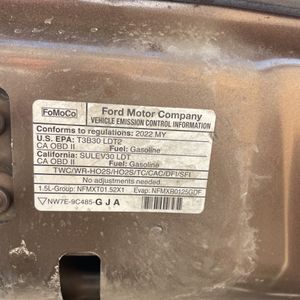 FoMoCo
Ford Motor Company
VEHICLE EMISSION CONTROL INFORMATION
Conforms to regulations: 2022 MY
U.S. EPA: T3B30 LDT2
CA OBD II Fuel: Gasoline
California: SULEV30 LDT
CA OBD II Fuel: Gasoline
TWC/WR-HO2S/HO2S/TC/CAC/DFI/SFI
No adjustments needed.
1.5L-Group: NFMXT01.52X1 Evap: NFMXB0125GDF
NW7E-9C485-G J A